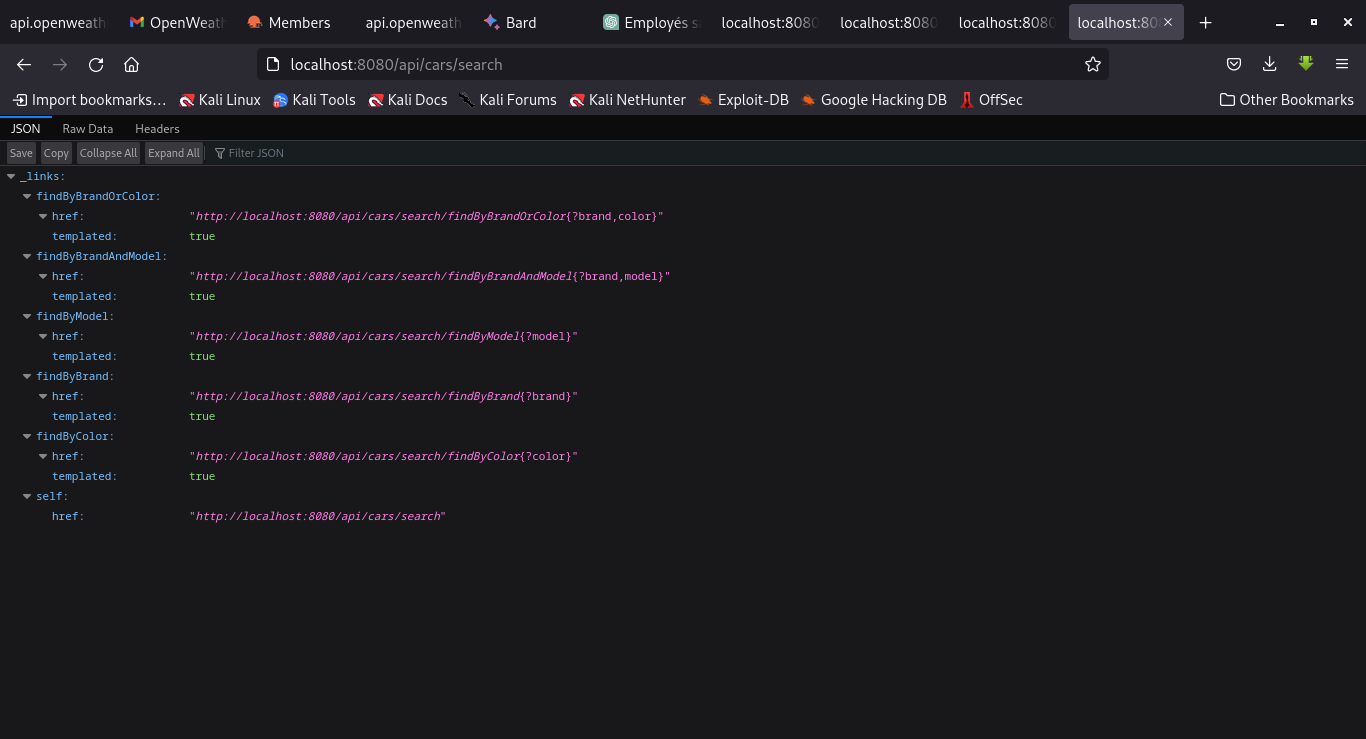 api.openweath OpenWeath Members api.openweath Bard Employés s localhost:8080 localhost:8080 localhost:8080 localhost:80
localhost:8080/api/cars/search
Import bookmarks… Kali Linux Kali Tools Kali Docs Kali Forums Kali NetHunter Exploit-DB Google Hacking DB OffSec Other Bookmarks
JSON Raw Data Headers
Save Copy Collapse All Expand All Filter JSON
_links:
findByBrandOrColor:
href: "http://localhost:8080/api/cars/search/findByBrandOrColor{?brand,color}"
templated: true
findByBrandAndModel:
href: "http://localhost:8080/api/cars/search/findByBrandAndModel{?brand,model}"
templated: true
findByModel:
href: "http://localhost:8080/api/cars/search/findByModel{?model}"
templated: true
findByBrand:
href: "http://localhost:8080/api/cars/search/findByBrand{?brand}"
templated: true
findByColor:
href: "http://localhost:8080/api/cars/search/findByColor{?color}"
templated: true
self:
href: "http://localhost:8080/api/cars/search"